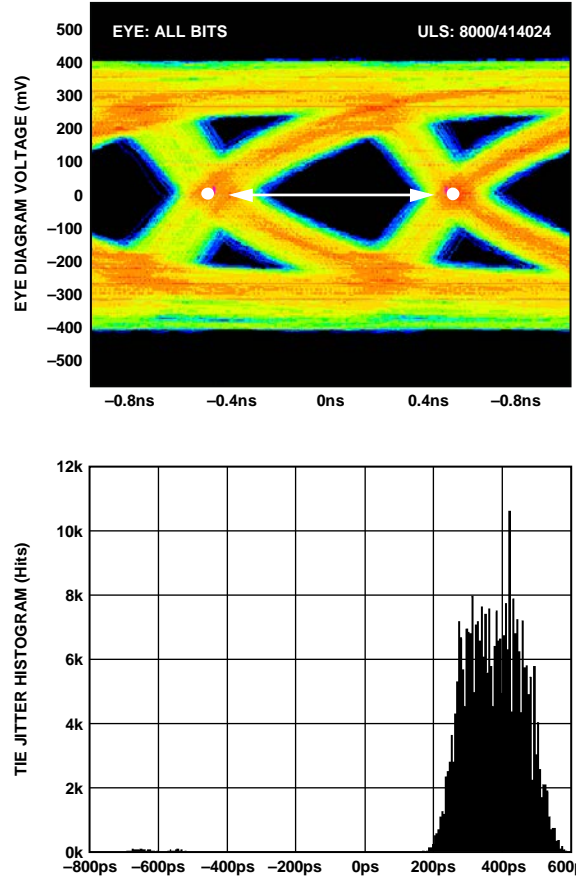 EYE: ALL BITS ULS: 8000/414024
EYE DIAGRAM VOLTAGE (mV)
500
400
300
200
100
0
–100
–200
–300
–400
–500
–0.8ns –0.4ns 0ns 0.4ns –0.8ns
TIE JITTER HISTOGRAM (Hits)
12k
10k
8k
6k
4k
2k
0k
–800ps –600ps –400ps –200ps 0ps 200ps 400ps 600p